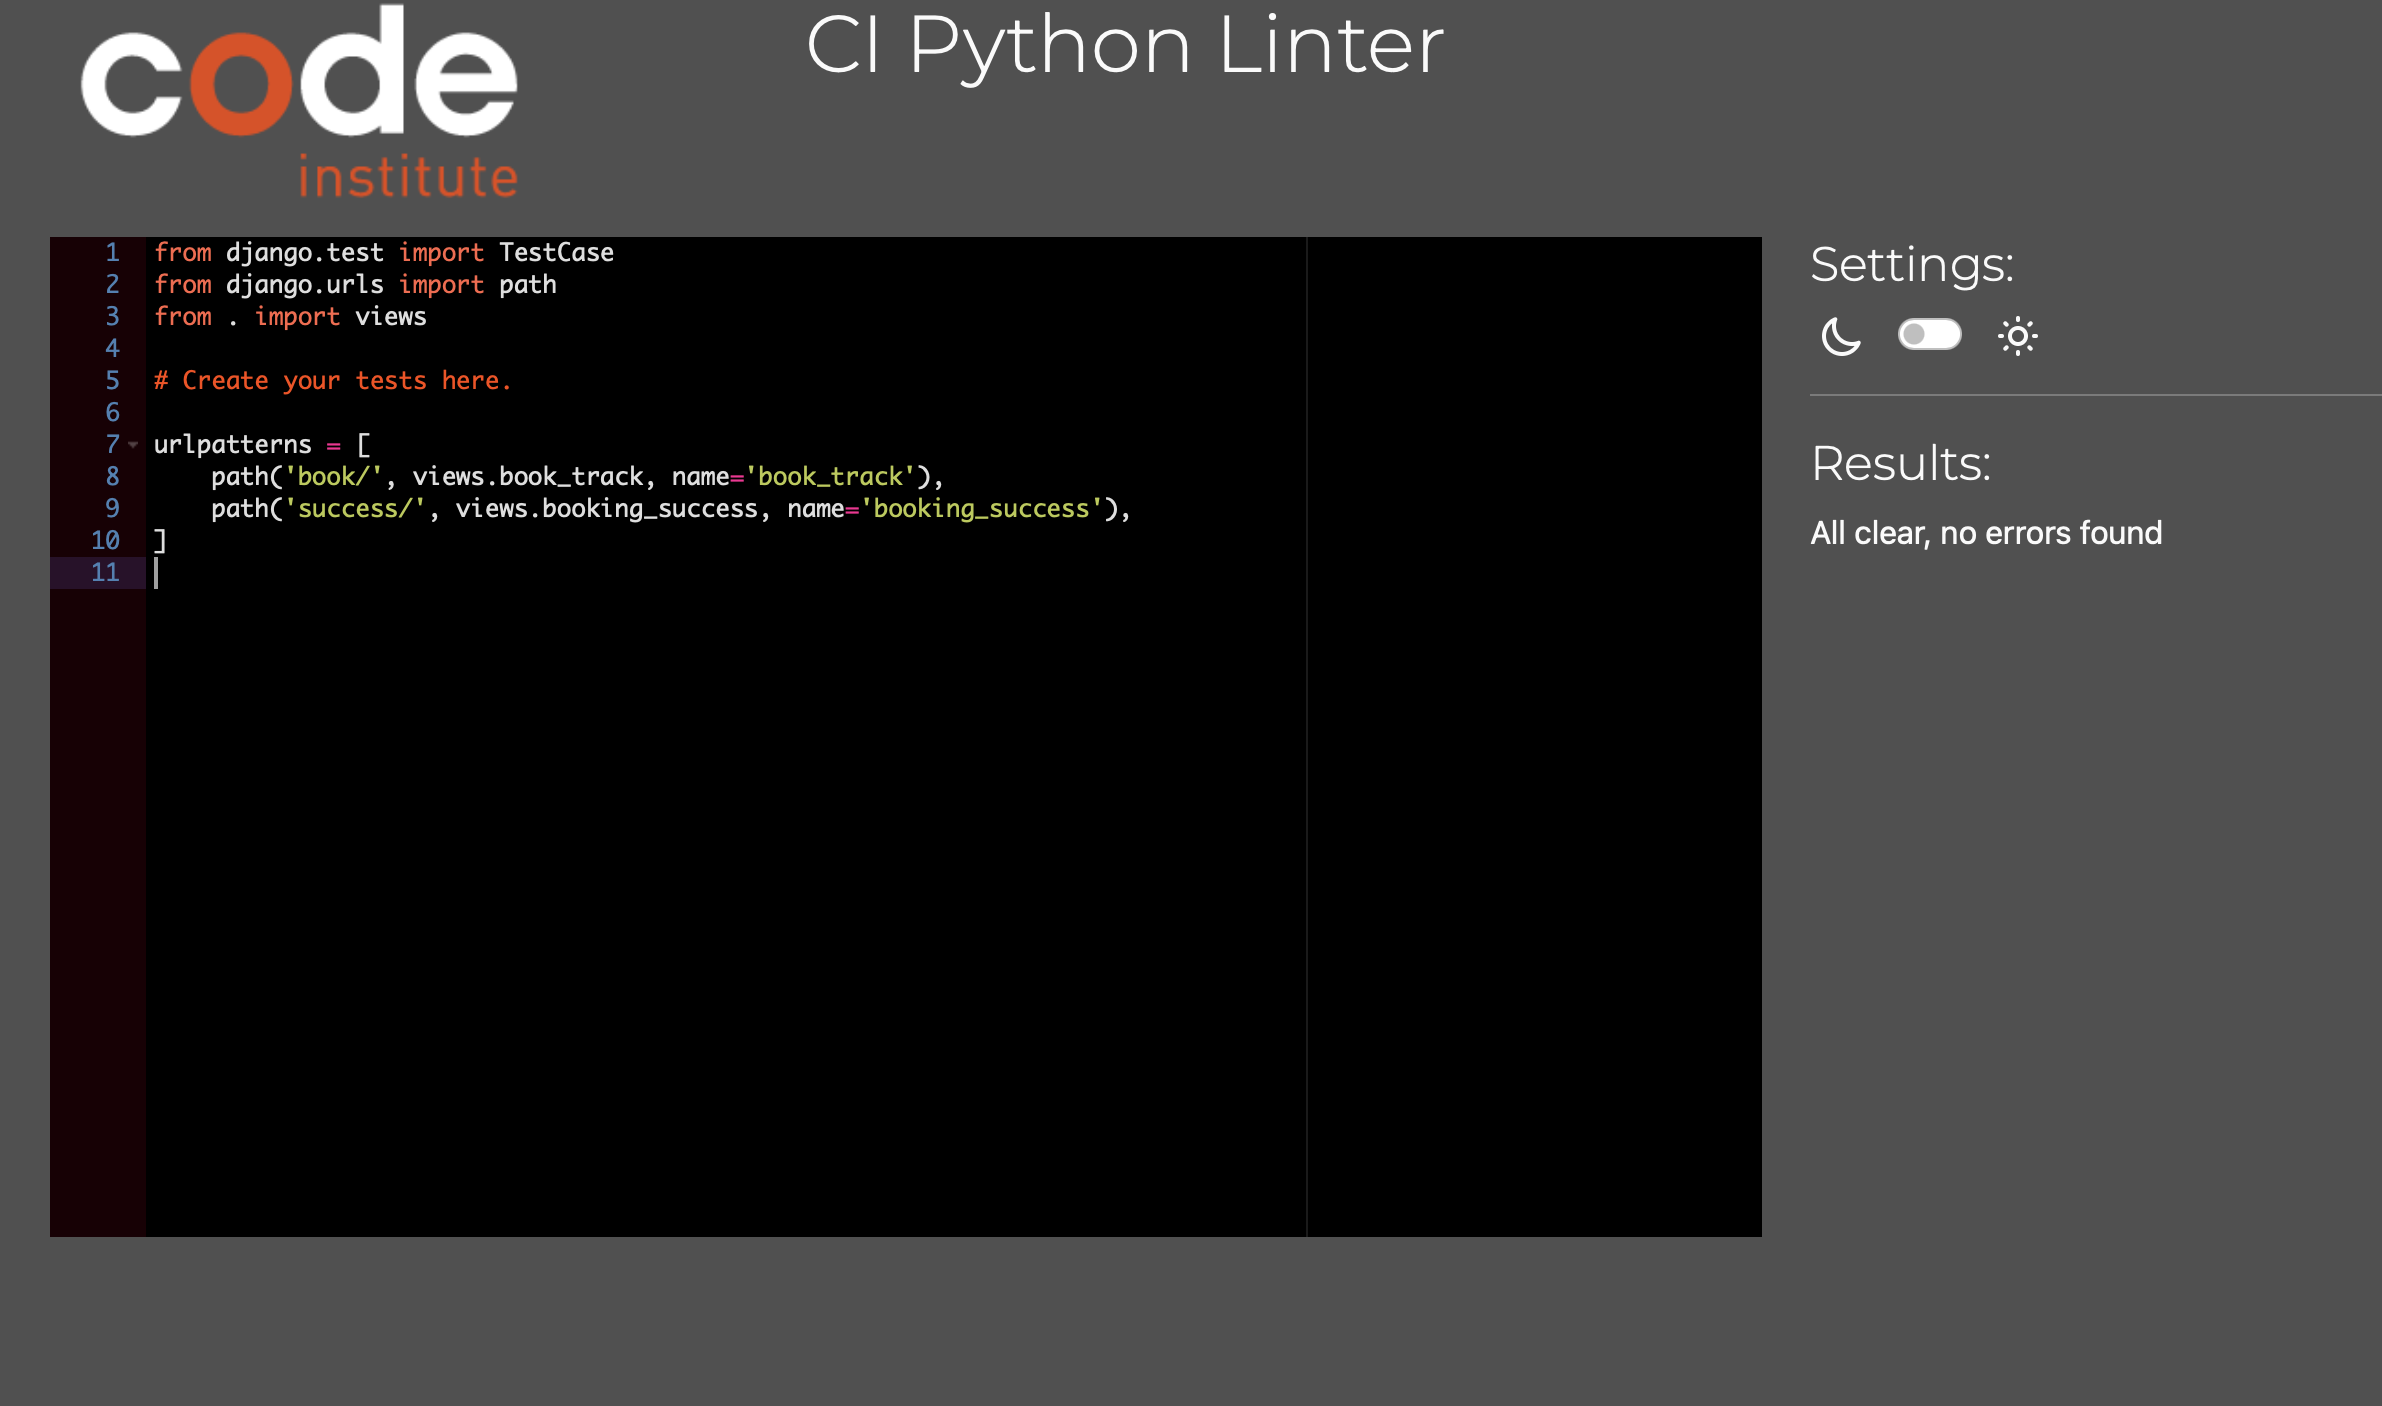 code
institute
CI Python Linter
1 from django.test import TestCase
2 from django.urls import path
3 from . import views
4
5 # Create your tests here.
6
7 urlpatterns = [
8     path('book/', views.book_track, name='book_track'),
9     path('success/', views.booking_success, name='booking_success'),
10 ]
11
Settings:
Results:
All clear, no errors found